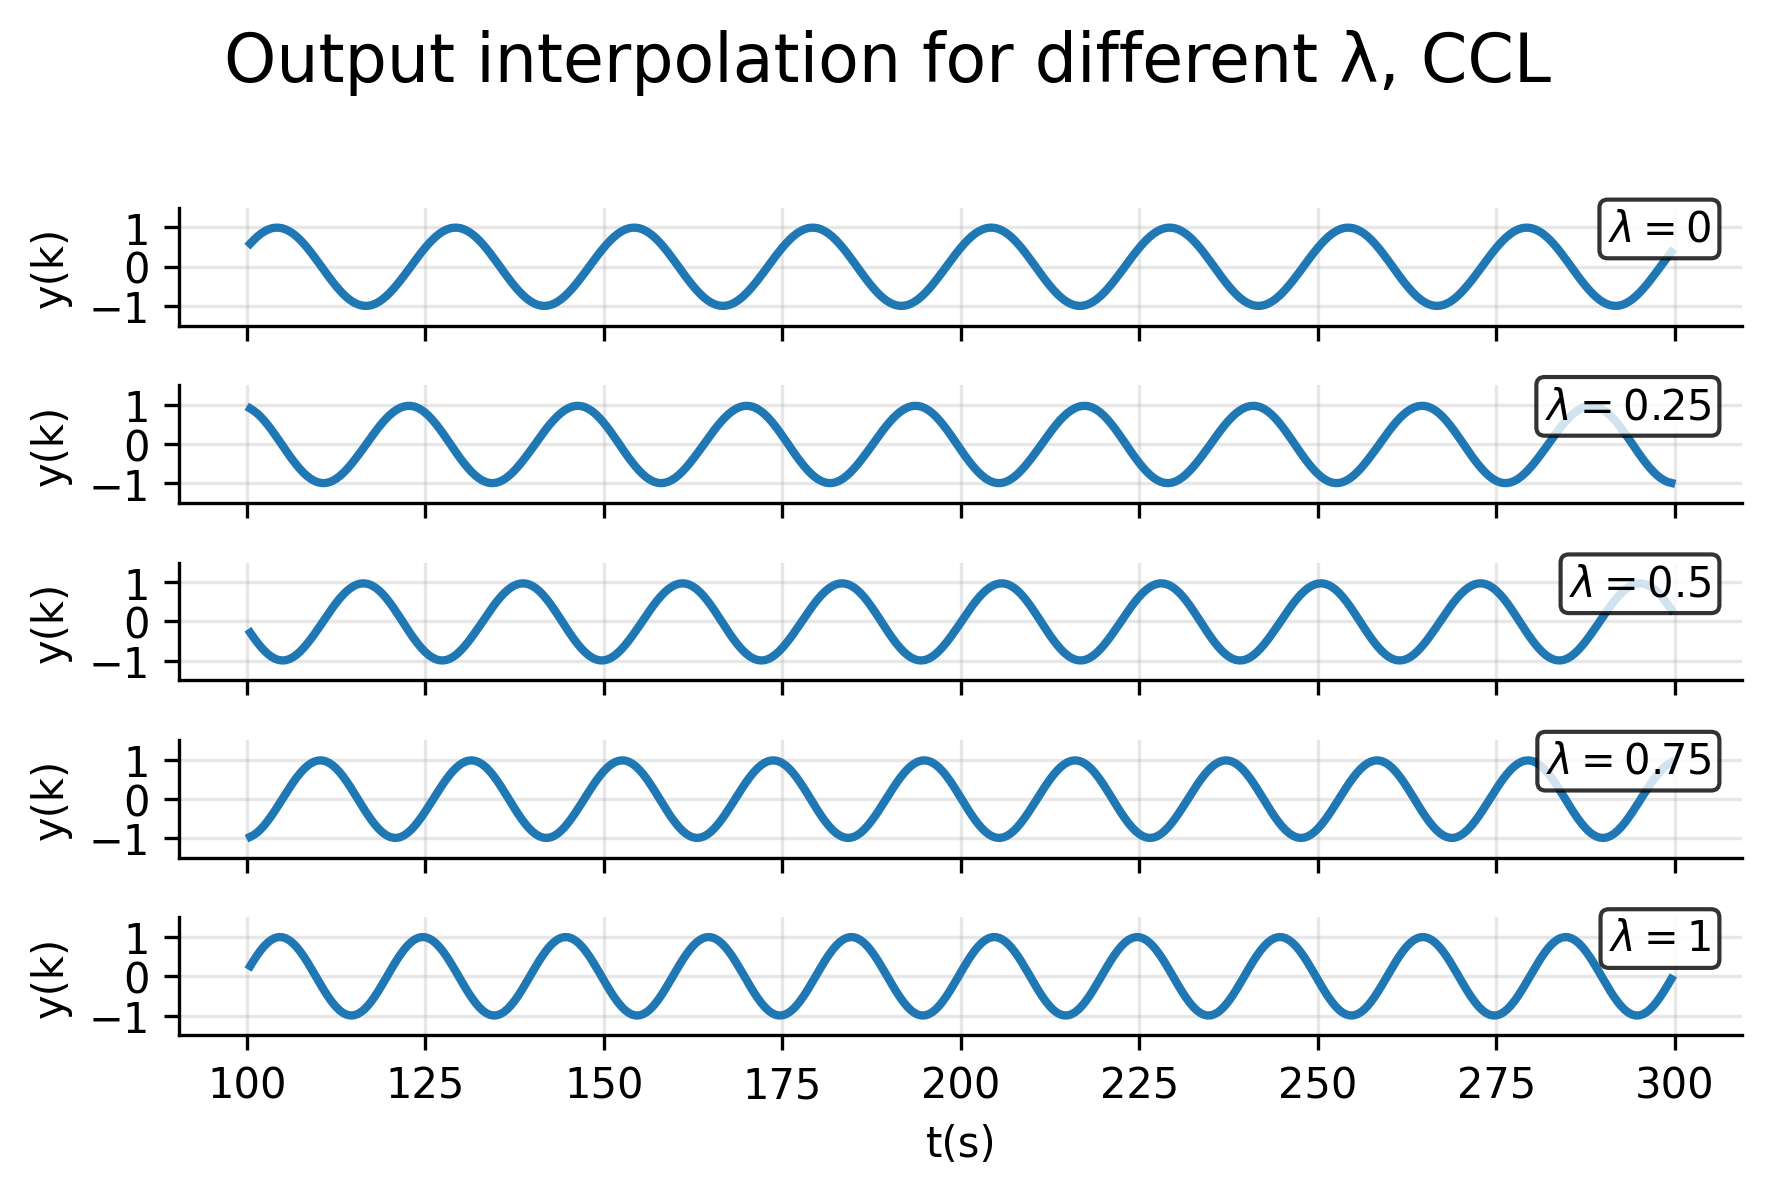 Output interpolation for different λ, CCL
y(k)
1
0
−1
λ = 0
y(k)
1
0
−1
λ = 0.25
y(k)
1
0
−1
λ = 0.5
y(k)
1
0
−1
λ = 0.75
y(k)
1
0
−1
λ = 1
100 125 150 175 200 225 250 275 300
t(s)